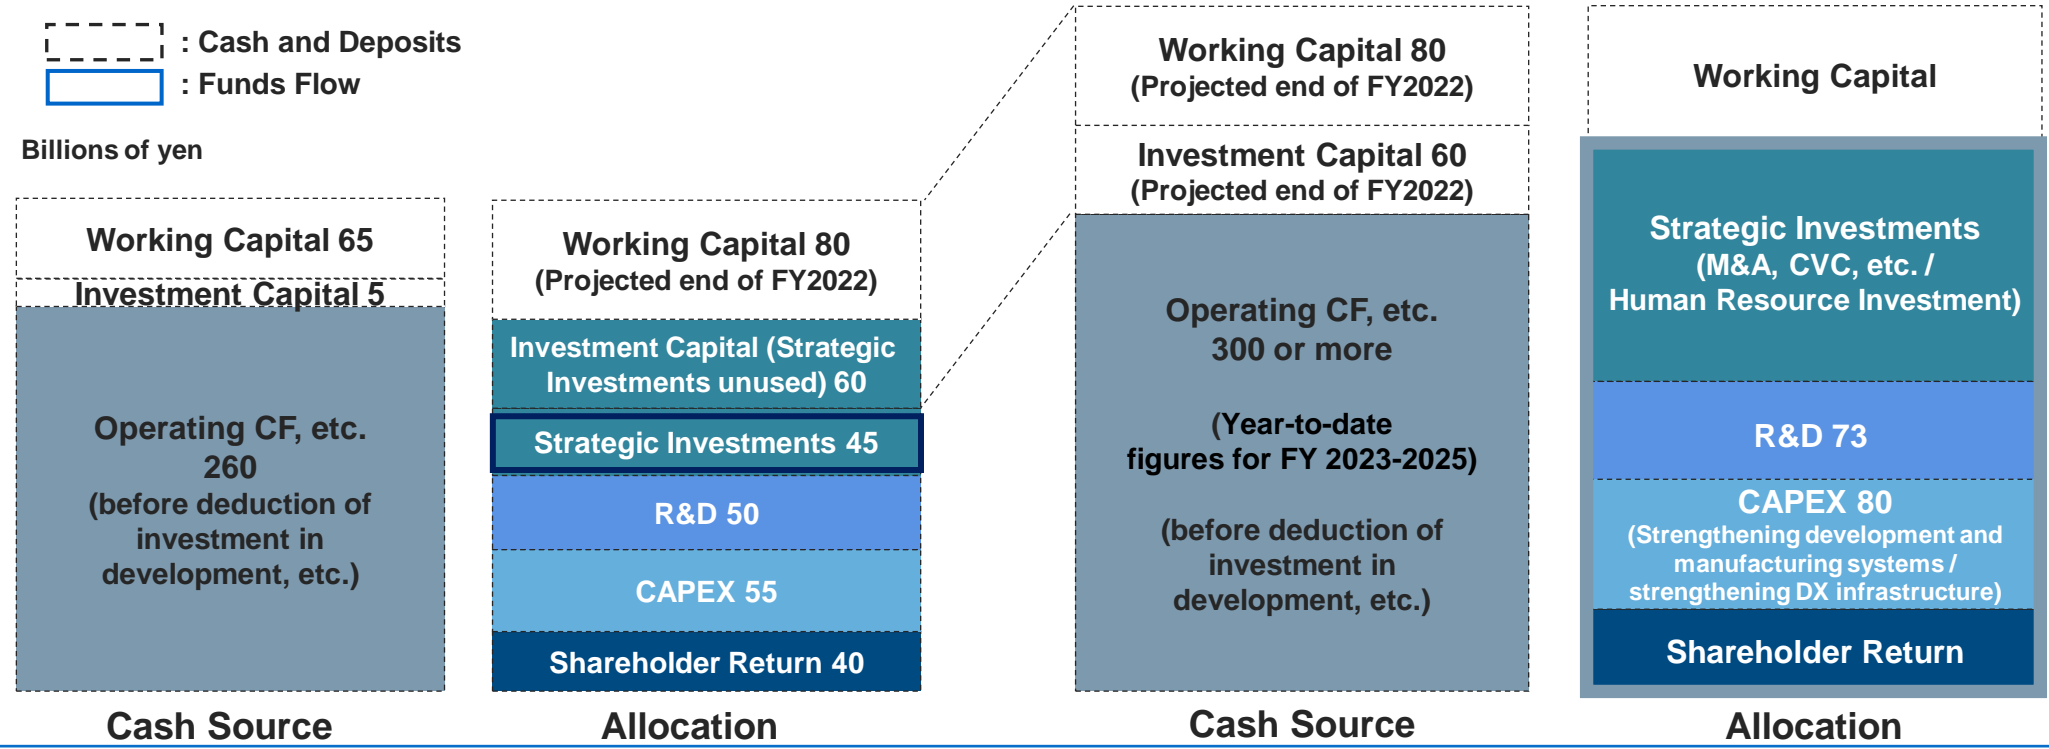 : Cash and Deposits
: Funds Flow
Billions of yen
Working Capital 65
Investment Capital 5
Operating CF, etc.
260
(before deduction of
investment in
development, etc.)
Cash Source
Working Capital 80
(Projected end of FY2022)
Investment Capital (Strategic
Investments unused) 60
Strategic Investments 45
R&D 50
CAPEX 55
Shareholder Return 40
Allocation
Working Capital 80
(Projected end of FY2022)
Investment Capital 60
(Projected end of FY2022)
Operating CF, etc.
300 or more
(Year-to-date
figures for FY 2023-2025)
(before deduction of
investment in
development, etc.)
Cash Source
Working Capital
Strategic Investments
(M&A, CVC, etc. /
Human Resource Investment)
R&D 73
CAPEX 80
(Strengthening development and
manufacturing systems /
strengthening DX infrastructure)
Shareholder Return
Allocation